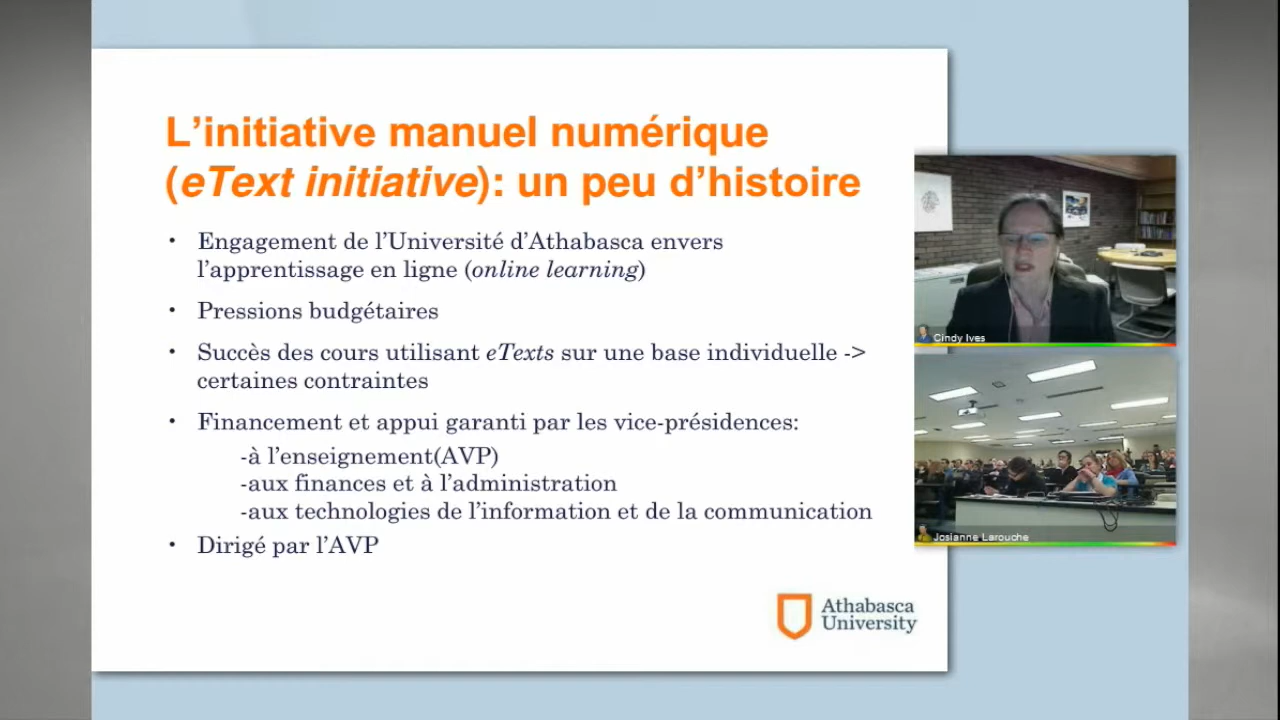 L’initiative manuel numérique
(eText initiative): un peu d’histoire
• Engagement de l’Université d’Athabasca envers
l’apprentissage en ligne (online learning)
• Pressions budgétaires
• Succès des cours utilisant eTexts sur une base individuelle ->
certaines contraintes
• Financement et appui garanti par les vice-présidences:
-à l’enseignement(AVP)
-aux finances et à l’administration
-aux technologies de l’information et de la communication
• Dirigé par l’AVP
Athabasca
University
Cindy Ives
Josianne Larouche